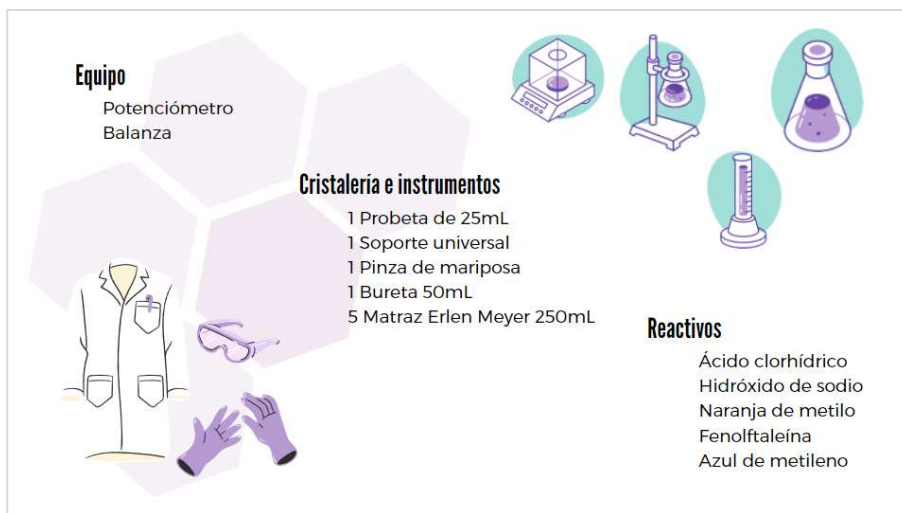 Equipo
Potenciómetro
Balanza
Cristalería e instrumentos
1 Probeta de 25mL
1 Soporte universal
1 Pinza de mariposa
1 Bureta 50mL
5 Matraz Erlen Meyer 250mL
Reactivos
Ácido clorhídrico
Hidróxido de sodio
Naranja de metilo
Fenolftaleína
Azul de metileno